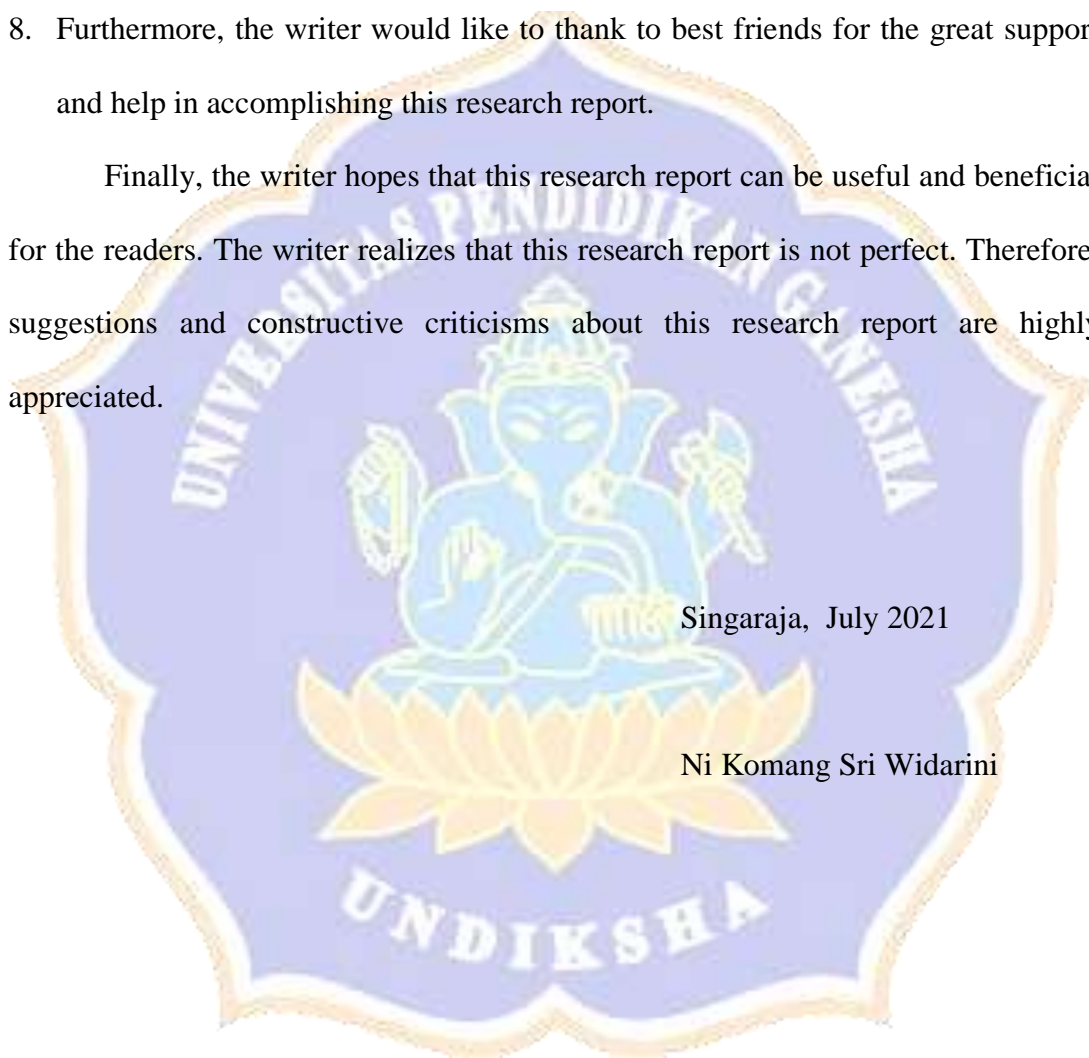 8. Furthermore, the writer would like to thank to best friends for the great suppor
and help in accomplishing this research report.
Finally, the writer hopes that this research report can be useful and beneficia
for the readers. The writer realizes that this research report is not perfect. Therefore
suggestions and constructive criticisms about this research report are highly
appreciated.
UNIVERSITAS PENDIDIKAN GANESHA
Singaraja, July 2021
Ni Komang Sri Widarini
UNDIKSHA